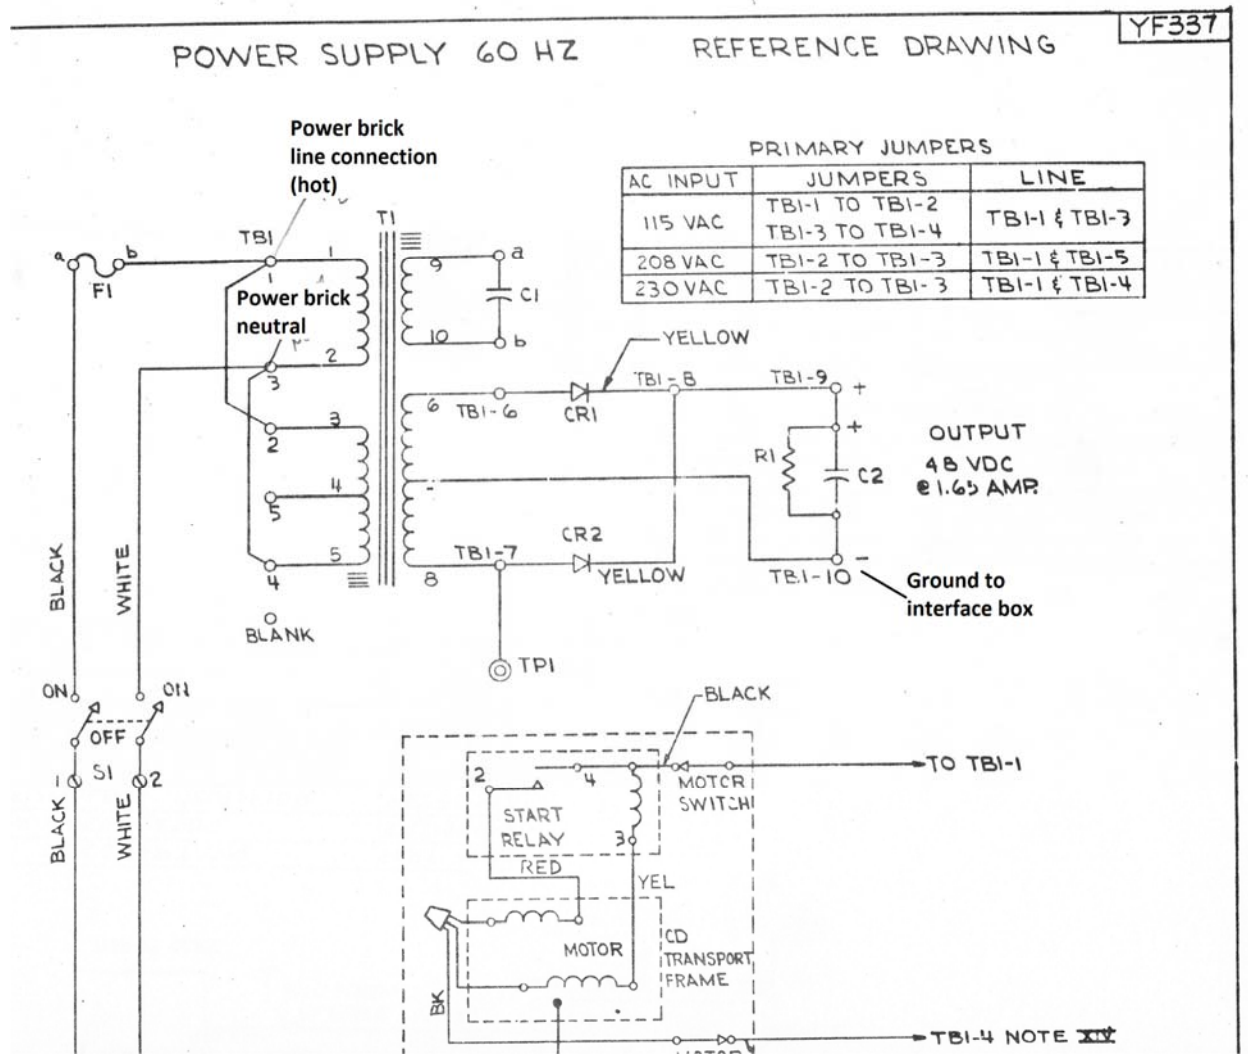 YF337
POWER SUPPLY 60 HZ
REFERENCE DRAWING
Power brick
line connection
(hot)
PRIMARY JUMPERS
AC INPUT JUMPERS LINE
115 VAC TB1-1 TO TB1-2 TB1-1 & TB1-3
TB1-3 TO TB1-4
208 VAC TB1-2 TO TB1-3 TB1-1 & TB1-5
230 VAC TB1-2 TO TB1-3 TB1-1 & TB1-4
T1
TB1
a
b
F1
1
1
9
a
C1
Power brick
neutral
10
b
2
3
YELLOW
TB1-8
TB1-9
+
6
TB1-6
CR1
3
2
+
R1
C2
OUTPUT
48 VDC
@ 1.65 AMP.
4
5
-
CR2
5
TB1-7
8
YELLOW
-
TB1-10
4
Ground to
interface box
BLACK
WHITE
BLANK
TP1
ON
ON
OFF
S1
1
2
BLACK
WHITE
BLACK
TO TB1-1
2
4
MOTOR
SWITCH
START
RELAY
3
RED
YEL
MOTOR
CD
TRANSPORT
FRAME
BK
TB1-4 NOTE XIV
MOTOR